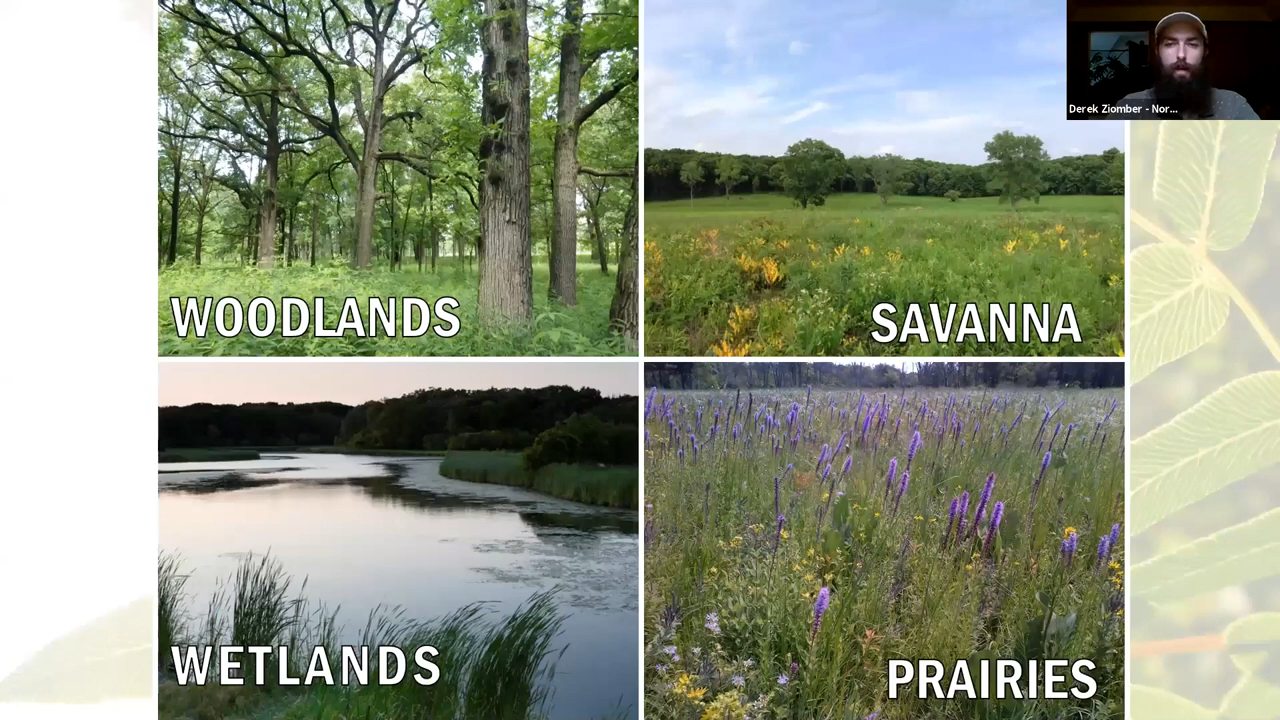 Derek Ziomber - Nor...
WOODLANDS
SAVANNA
WETLANDS
PRAIRIES